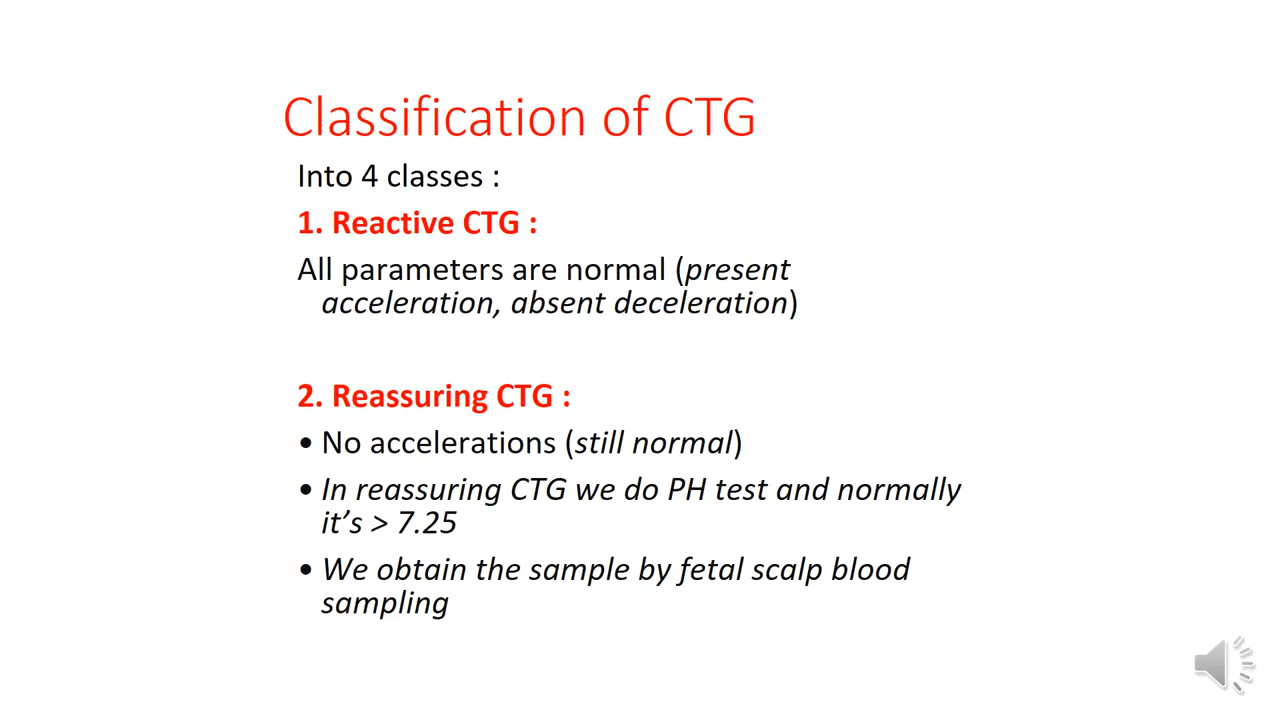 Classification of CTG
Into 4 classes :
1. Reactive CTG :
All parameters are normal (present
acceleration, absent deceleration)
2. Reassuring CTG :
• No accelerations (still normal)
• In reassuring CTG we do PH test and normally
it’s > 7.25
• We obtain the sample by fetal scalp blood
sampling